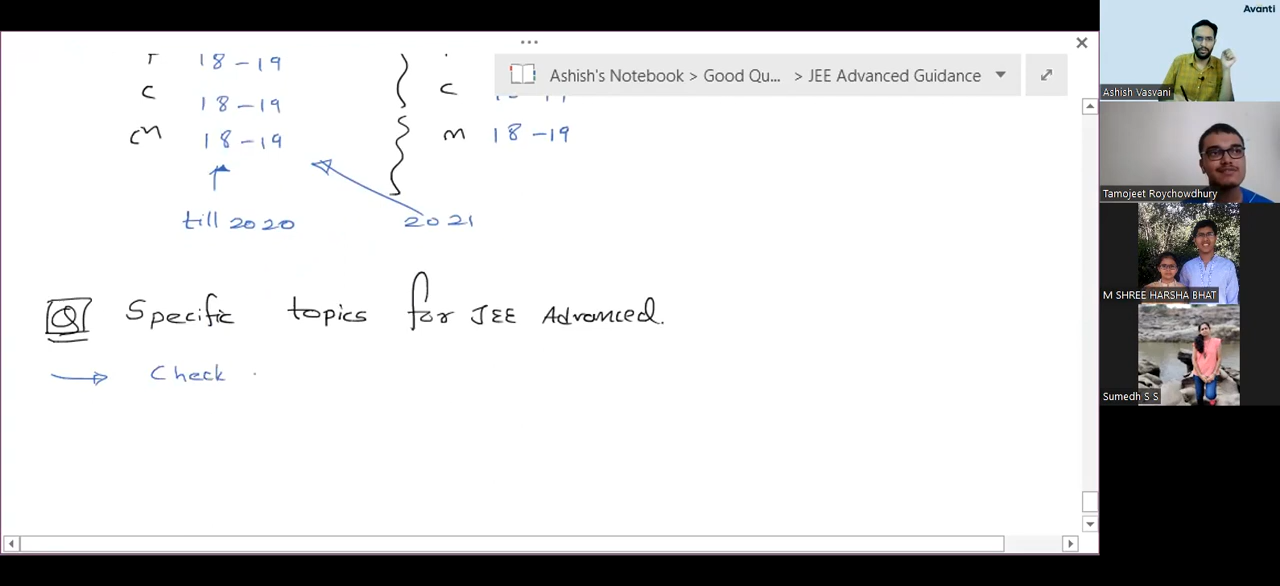 Avanti
Ashish's Notebook > Good Qu... > JEE Advanced Guidance
18-19
C 18-19 C
M 18-19 M 18-19
till 2020 2021
Q Specific topics for JEE Advanced.
→ Check
Ashish Vasvani
Tamojeet Roychowdhury
M SHREE HARSHA BHAT
Sumedh S S